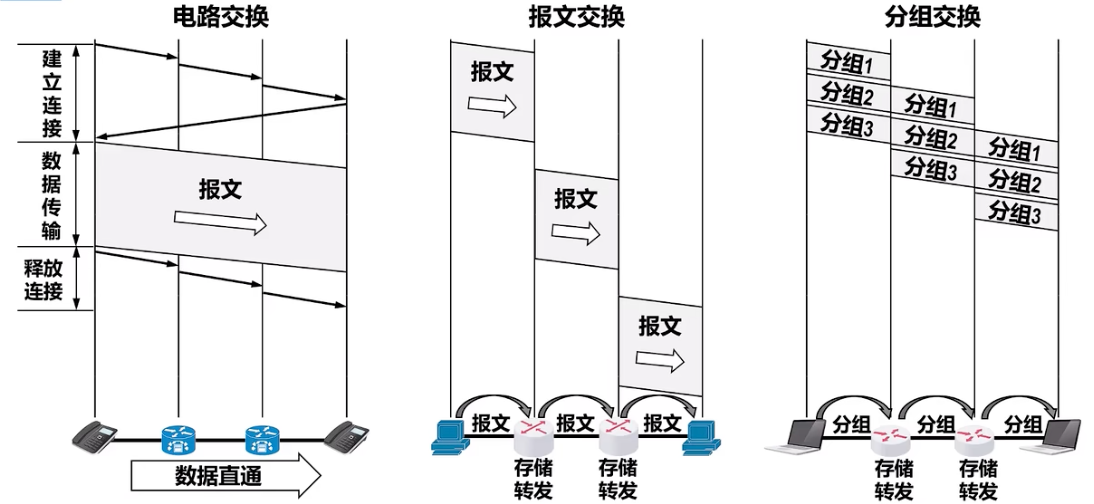 电路交换
建立连接
数据传输
释放连接
报文
数据直通
报文交换
报文
报文
报文
报文 报文 报文
存储转发 存储转发
分组交换
分组1
分组2 分组1
分组3 分组2 分组1
分组3 分组2
分组3
分组 分组 分组
存储转发 存储转发